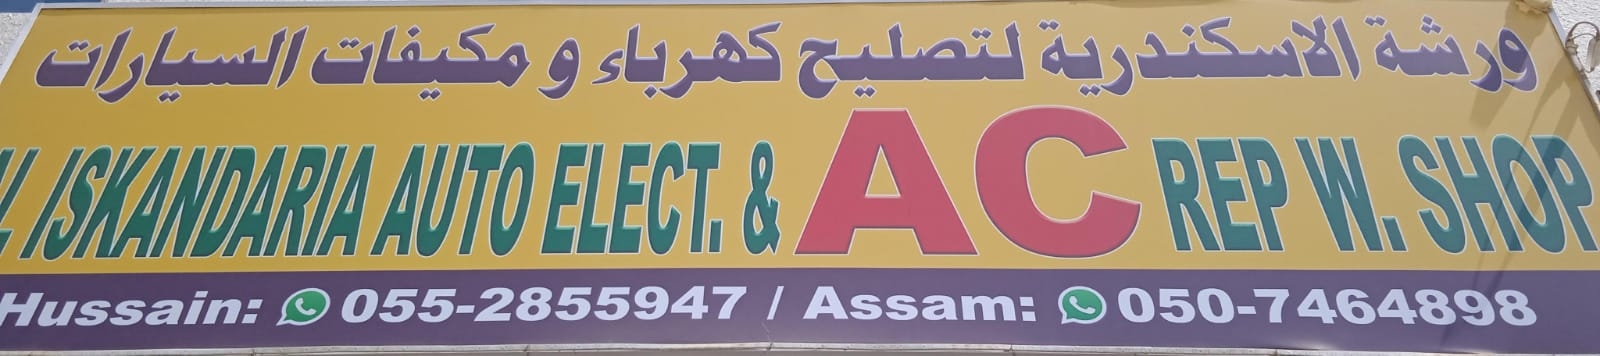 ورشة الاسكندرية لتصليح كهرباء و مكيفات السيارات
L ISKANDARIA AUTO ELECT. & AC REP W. SHOP
Hussain: 055-2855947 / Assam: 050-7464898